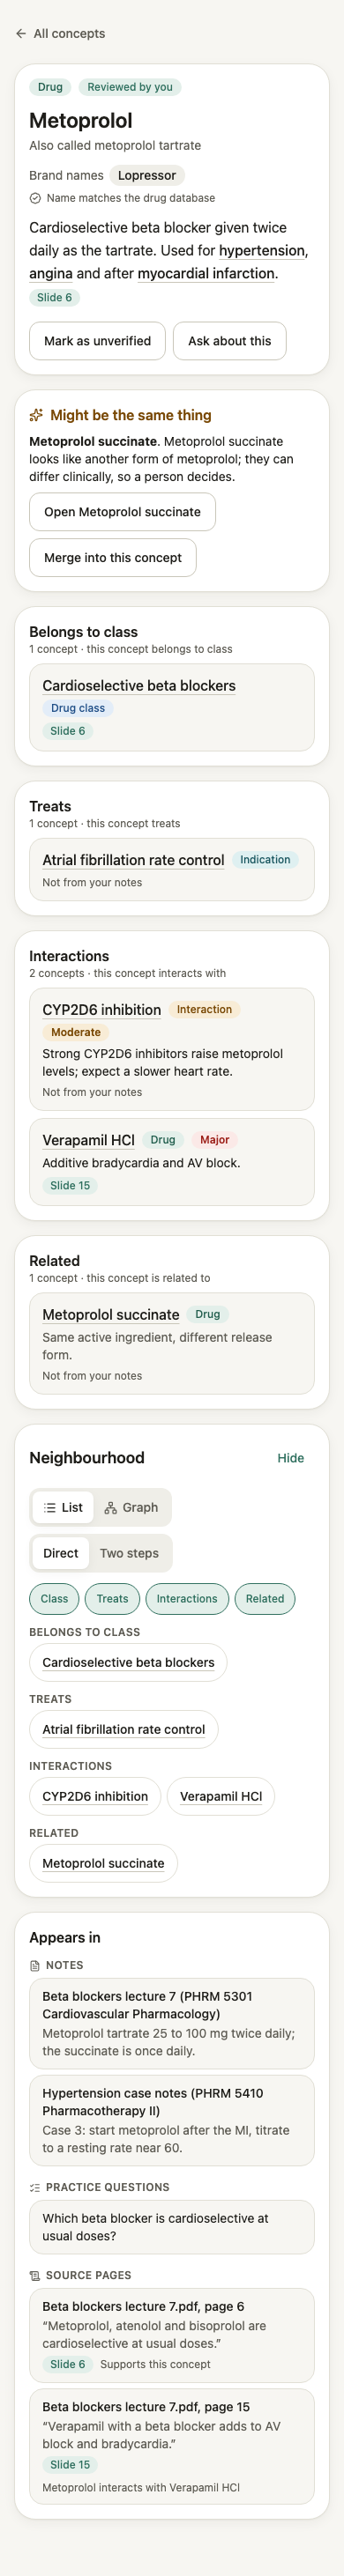 All concepts
Drug
Reviewed by you
Metoprolol
Also called metoprolol tartrate
Brand names Lopressor
Name matches the drug database
Cardioselective beta blocker given twice
daily as the tartrate. Used for hypertension,
angina and after myocardial infarction.
Slide 6
Mark as unverified
Ask about this
Might be the same thing
Metoprolol succinate. Metoprolol succinate
looks like another form of metoprolol; they can
differ clinically, so a person decides.
Open Metoprolol succinate
Merge into this concept
Belongs to class
1 concept · this concept belongs to class
Cardioselective beta blockers
Drug class
Slide 6
Treats
1 concept · this concept treats
Atrial fibrillation rate control Indication
Not from your notes
Interactions
2 concepts · this concept interacts with
CYP2D6 inhibition Interaction
Moderate
Strong CYP2D6 inhibitors raise metoprolol
levels; expect a slower heart rate.
Not from your notes
Verapamil HCl Drug Major
Additive bradycardia and AV block.
Slide 15
Related
1 concept · this concept is related to
Metoprolol succinate Drug
Same active ingredient, different release
form.
Not from your notes
Neighbourhood Hide
List Graph
Direct Two steps
Class Treats Interactions Related
BELONGS TO CLASS
Cardioselective beta blockers
TREATS
Atrial fibrillation rate control
INTERACTIONS
CYP2D6 inhibition Verapamil HCl
RELATED
Metoprolol succinate
Appears in
NOTES
Beta blockers lecture 7 (PHRM 5301
Cardiovascular Pharmacology)
Metoprolol tartrate 25 to 100 mg twice daily;
the succinate is once daily.
Hypertension case notes (PHRM 5410
Pharmacotherapy II)
Case 3: start metoprolol after the MI, titrate
to a resting rate near 60.
PRACTICE QUESTIONS
Which beta blocker is cardioselective at
usual doses?
SOURCE PAGES
Beta blockers lecture 7.pdf, page 6
“Metoprolol, atenolol and bisoprolol are
cardioselective at usual doses.”
Slide 6 Supports this concept
Beta blockers lecture 7.pdf, page 15
“Verapamil with a beta blocker adds to AV
block and bradycardia.”
Slide 15
Metoprolol interacts with Verapamil HCl